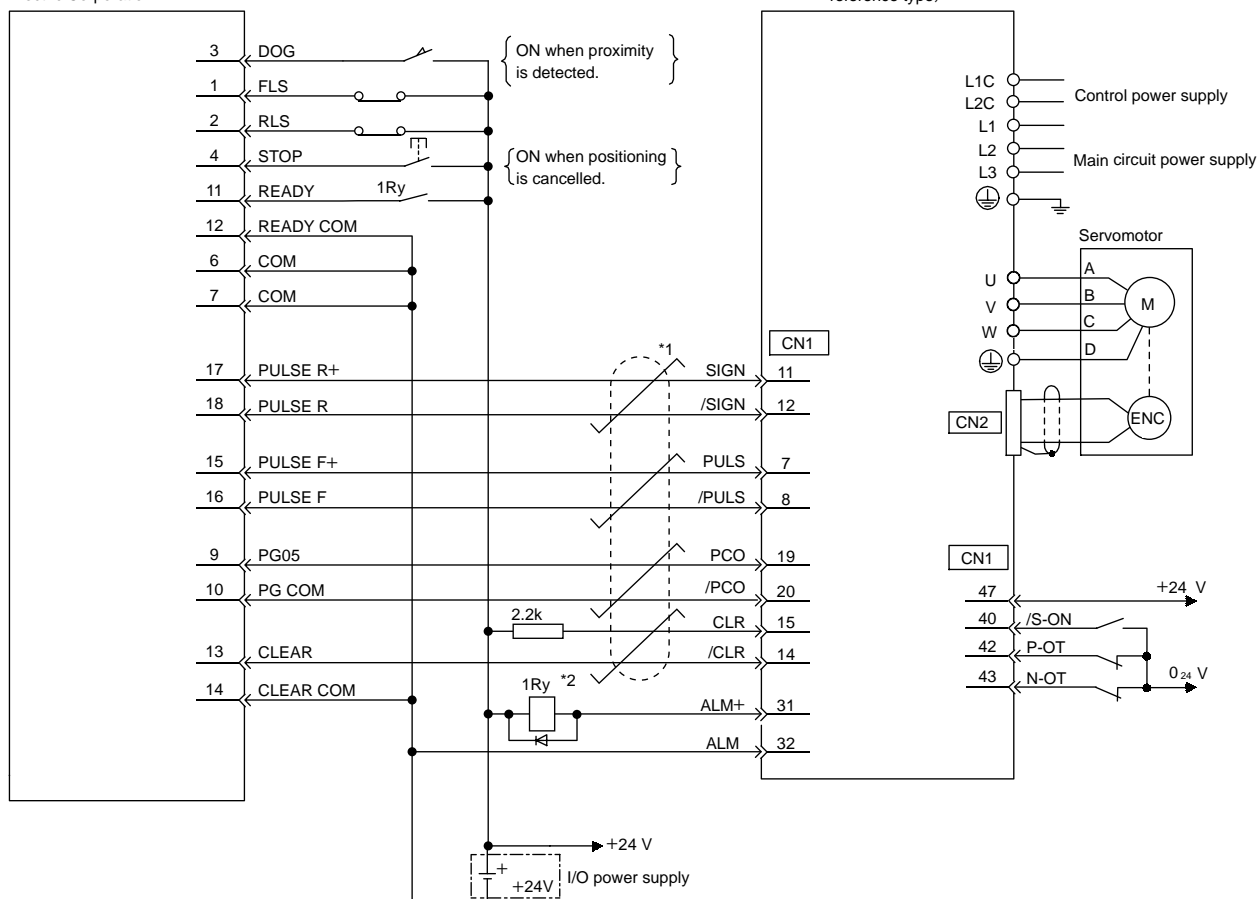 reference type)
3 DOG
ON when proximity
is detected.
1 FLS
2 RLS
4 STOP
ON when positioning
is cancelled.
11 READY 1Ry
12 READY COM
6 COM
7 COM
17 PULSE R+
18 PULSE R
15 PULSE F+
16 PULSE F
9 PG05
10 PG COM
13 CLEAR
14 CLEAR COM
*1
2.2k
1Ry *2
CN1
SIGN 11
/SIGN 12
PULS 7
/PULS 8
PCO 19
/PCO 20
CLR 15
/CLR 14
ALM+ 31
ALM 32
+24 V
+
+24V
I/O power supply
L1C
L2C
Control power supply
L1
L2
L3
Main circuit power supply
Servomotor
U A
V B
W C
D
M
CN2
ENC
CN1
47 +24 V
40 /S-ON
42 P-OT
43 N-OT
0 24 V